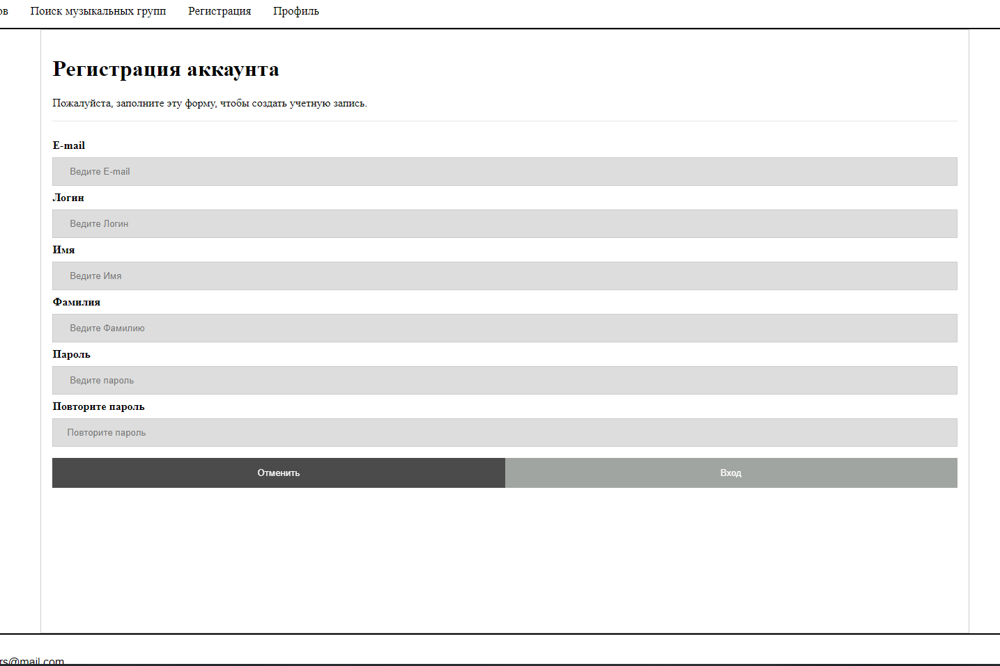 ов Поиск музыкальных групп Регистрация Профиль
Регистрация аккаунта
Пожалуйста, заполните эту форму, чтобы создать учетную запись.
E-mail
Ведите E-mail
Логин
Ведите Логин
Имя
Ведите Имя
Фамилия
Ведите Фамилию
Пароль
Ведите пароль
Повторите пароль
Повторите пароль
Отменить Вход
rs@mail.com